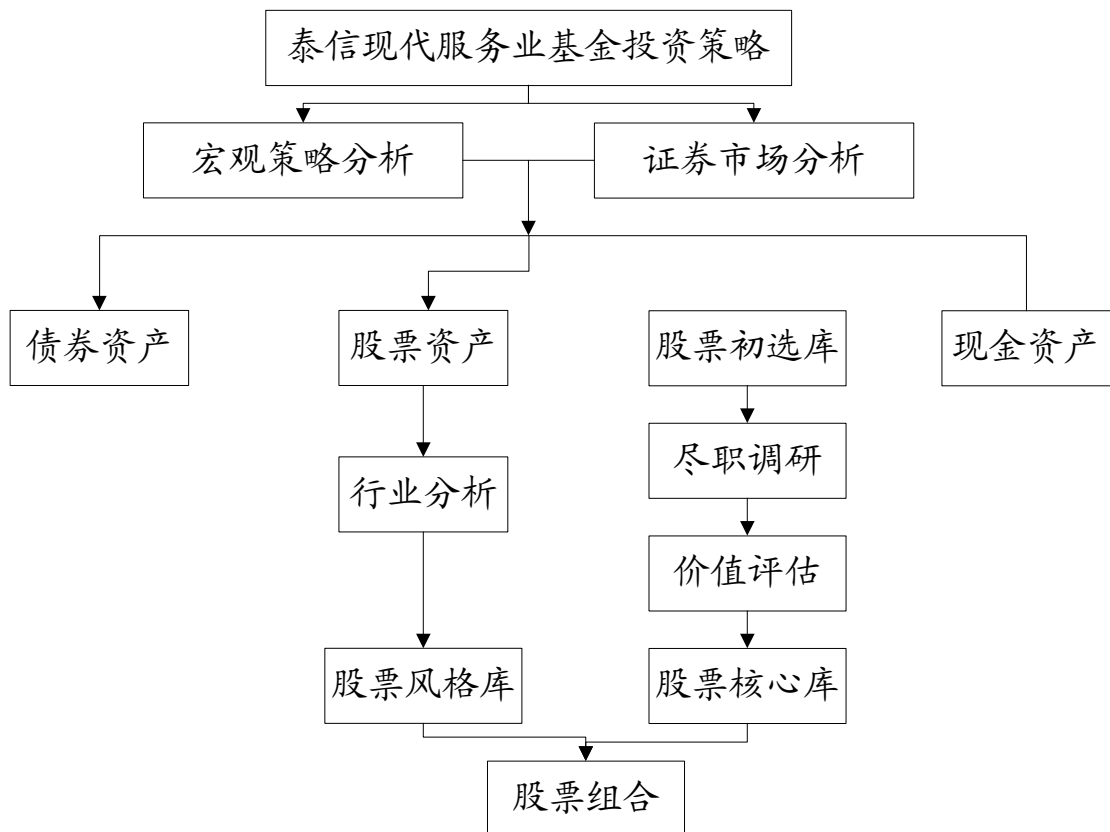 泰信现代服务业基金投资策略
宏观策略分析
证券市场分析
债券资产
股票资产
股票初选库
现金资产
尽职调研
行业分析
价值评估
股票风格库
股票核心库
股票组合